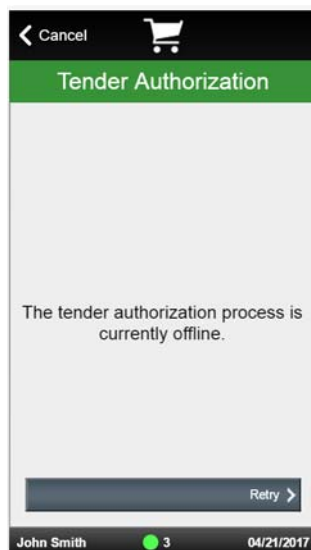 Cancel
Tender Authorization
The tender authorization process is
currently offline.
Retry
John Smith 3 04/21/2017